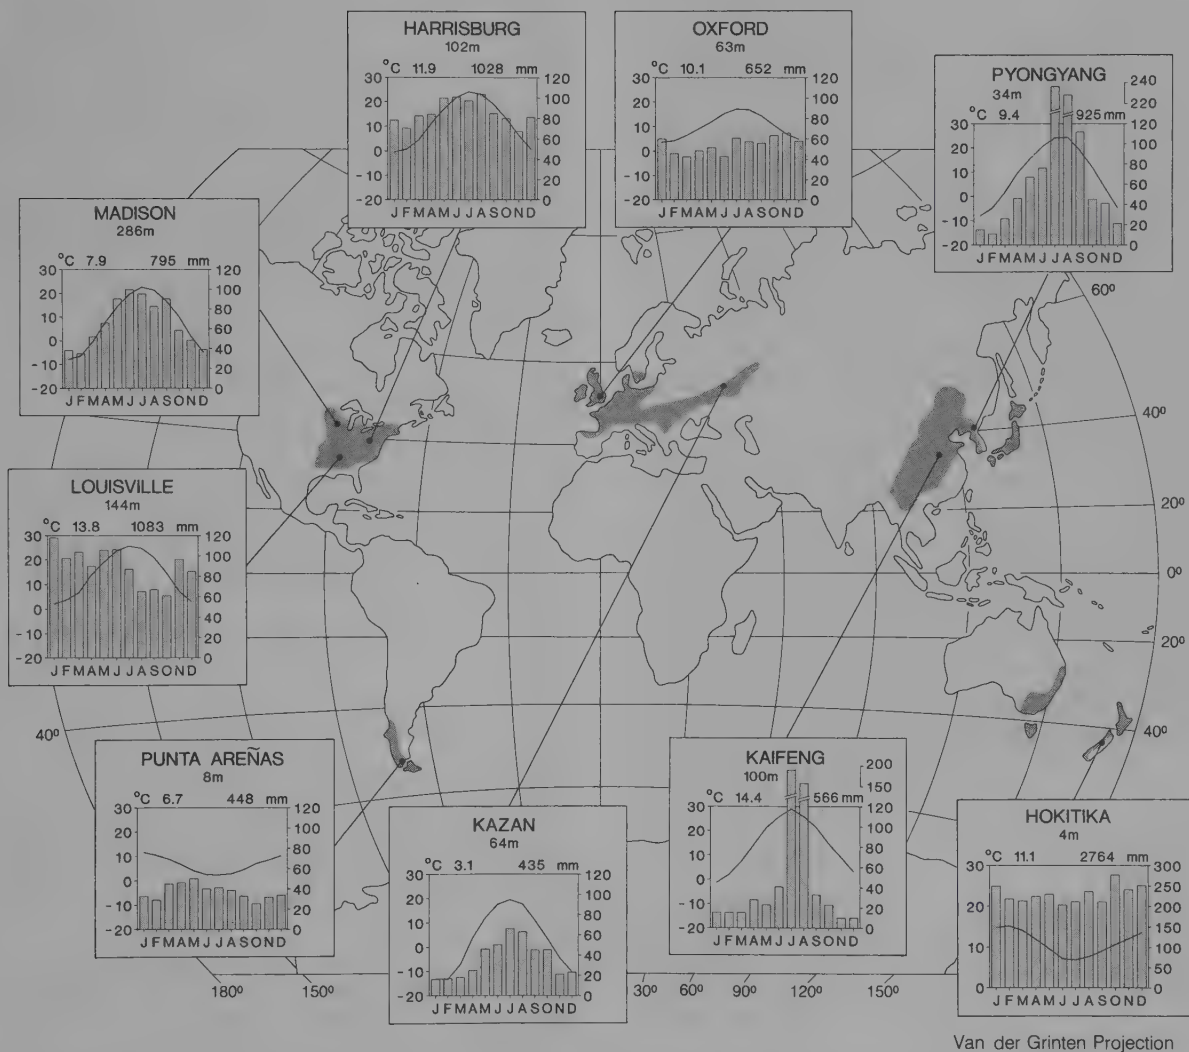 HARRISBURG
102m
°C 11.9 1028 mm
30 120
20 100
10 80
0 60
-10 40
-20 20
0
J F M A M J J A S O N D
OXFORD
63m
°C 10.1 652 mm
30 120
20 100
10 80
0 60
-10 40
-20 20
0
J F M A M J J A S O N D
PYONGYANG
34m
°C 9.4 925 mm
240
220
30 120
20 100
10 80
0 60
-10 40
-20 20
0
J F M A M J J A S O N D
MADISON
286m
°C 7.9 795 mm
30 120
20 100
10 80
0 60
-10 40
-20 20
0
J F M A M J J A S O N D
60°
40°
20°
0°
20°
40°
LOUISVILLE
144m
°C 13.8 1083 mm
30 120
20 100
10 80
0 60
-10 40
-20 20
0
J F M A M J J A S O N D
40°
PUNTA AREÑAS
8m
°C 6.7 448 mm
30 120
20 100
10 80
0 60
-10 40
-20 20
0
J F M A M J J A S O N D
KAZAN
64m
°C 3.1 435 mm
30 120
20 100
10 80
0 60
-10 40
-20 20
0
J F M A M J J A S O N D
KAIFENG
100m
°C 14.4 566 mm
200
150
30 120
20 100
10 80
0 60
-10 40
-20 20
0
J F M A M J J A S O N D
HOKITIKA
4m
°C 11.1 2764 mm
30 300
250
20 200
150
10 100
50
0 0
J F M A M J J A S O N D
180° 150° 30° 60° 90° 120° 150°
Van der Grinten Projection